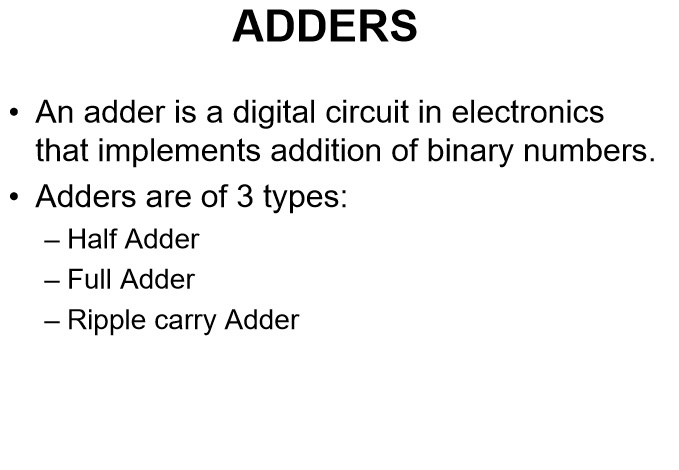 ADDERS
• An adder is a digital circuit in electronics
that implements addition of binary numbers.
• Adders are of 3 types:
– Half Adder
– Full Adder
– Ripple carry Adder